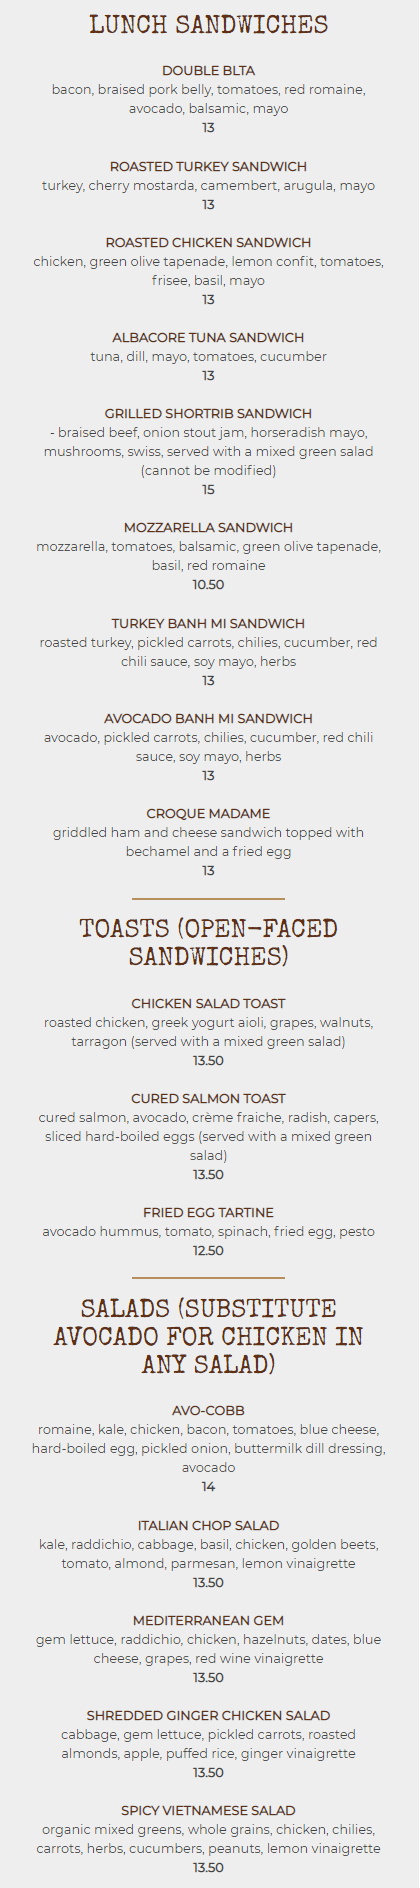 LUNCH SANDWICHES
DOUBLE BLTA
bacon, braised pork belly, tomatoes, red romaine,
avocado, balsamic, mayo
13
ROASTED TURKEY SANDWICH
turkey, cherry mostarda, camembert, arugula, mayo
13
ROASTED CHICKEN SANDWICH
chicken, green olive tapenade, lemon confit, tomatoes,
frisee, basil, mayo
13
ALBACORE TUNA SANDWICH
tuna, dill, mayo, tomatoes, cucumber
13
GRILLED SHORTRIB SANDWICH
- braised beef, onion stout jam, horseradish mayo,
mushrooms, swiss, served with a mixed green salad
(cannot be modified)
15
MOZZARELLA SANDWICH
mozzarella, tomatoes, balsamic, green olive tapenade,
basil, red romaine
10.50
TURKEY BANH MI SANDWICH
roasted turkey, pickled carrots, chilies, cucumber, red
chili sauce, soy mayo, herbs
13
AVOCADO BANH MI SANDWICH
avocado, pickled carrots, chilies, cucumber, red chili
sauce, soy mayo, herbs
13
CROQUE MADAME
griddled ham and cheese sandwich topped with
bechamel and a fried egg
13
TOASTS (OPEN-FACED
SANDWICHES)
CHICKEN SALAD TOAST
roasted chicken, greek yogurt aioli, grapes, walnuts,
tarragon (served with a mixed green salad)
13.50
CURED SALMON TOAST
cured salmon, avocado, crème fraiche, radish, capers,
sliced hard-boiled eggs (served with a mixed green
salad)
13.50
FRIED EGG TARTINE
avocado hummus, tomato, spinach, fried egg, pesto
12.50
SALADS (SUBSTITUTE
AVOCADO FOR CHICKEN IN
ANY SALAD)
AVO-COBB
romaine, kale, chicken, bacon, tomatoes, blue cheese,
hard-boiled egg, pickled onion, buttermilk dill dressing,
avocado
14
ITALIAN CHOP SALAD
kale, raddichio, cabbage, basil, chicken, golden beets,
tomato, almond, parmesan, lemon vinaigrette
13.50
MEDITERRANEAN GEM
gem lettuce, raddichio, chicken, hazelnuts, dates, blue
cheese, grapes, red wine vinaigrette
13.50
SHREDDED GINGER CHICKEN SALAD
cabbage, gem lettuce, pickled carrots, roasted
almonds, apple, puffed rice, ginger vinaigrette
13.50
SPICY VIETNAMESE SALAD
organic mixed greens, whole grains, chicken, chilies,
carrots, herbs, cucumbers, peanuts, lemon vinaigrette
13.50